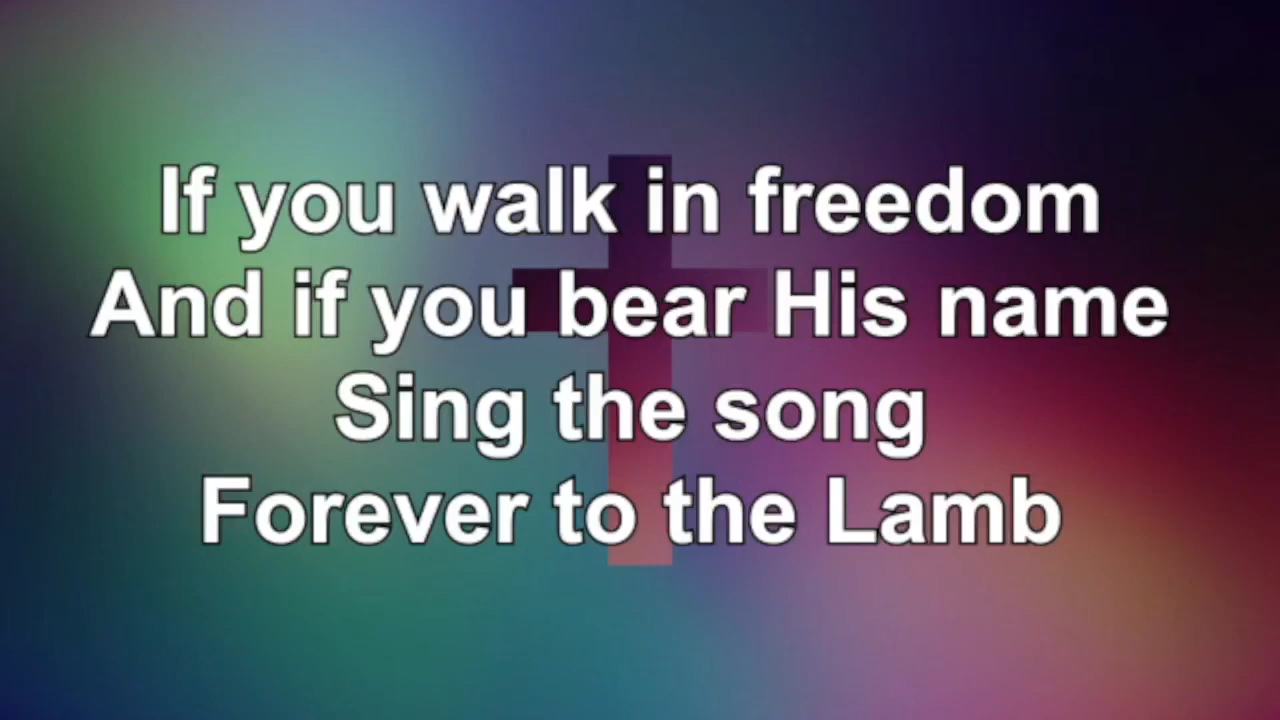 If you walk in freedom
And if you bear His name
Sing the song
Forever to the Lamb